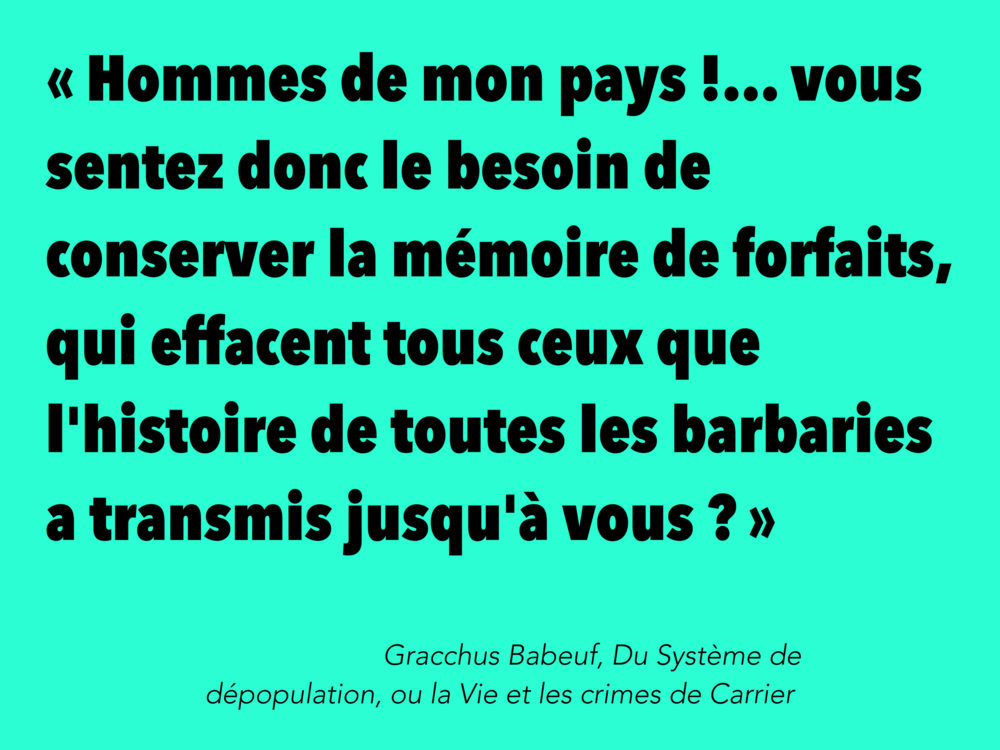 « Hommes de mon pays !... vous
sentez donc le besoin de
conserver la mémoire de forfaits,
qui effacent tous ceux que
l'histoire de toutes les barbaries
a transmis jusqu'à vous ? »
Gracchus Babeuf, Du Système de
dépopulation, ou la Vie et les crimes de Carrier